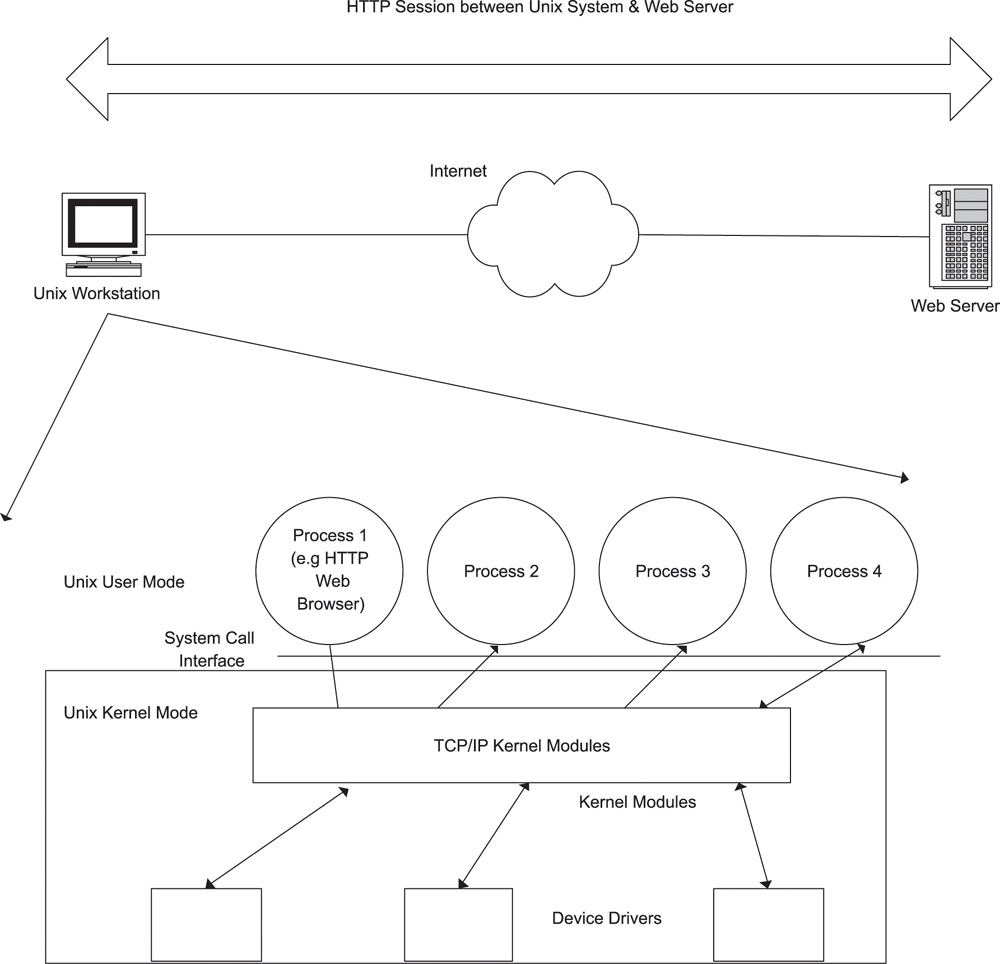 HTTP Session between Unix System & Web Server
Internet
Unix Workstation
Web Server
Process 1
(e.g HTTP
Web
Browser)
Process 2
Process 3
Process 4
Unix User Mode
System Call
Interface
Unix Kernel Mode
TCP/IP Kernel Modules
Kernel Modules
Device Drivers